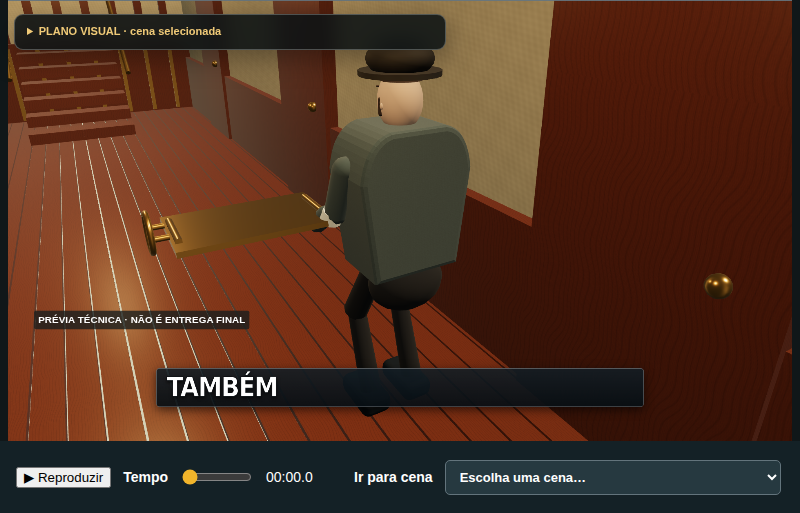 ▶ PLANO VISUAL · cena selecionada
PRÉVIA TÉCNICA · NÃO É ENTREGA FINAL
TAMBÉM
▶ Reproduzir Tempo 00:00.0 Ir para cena Escolha uma cena…